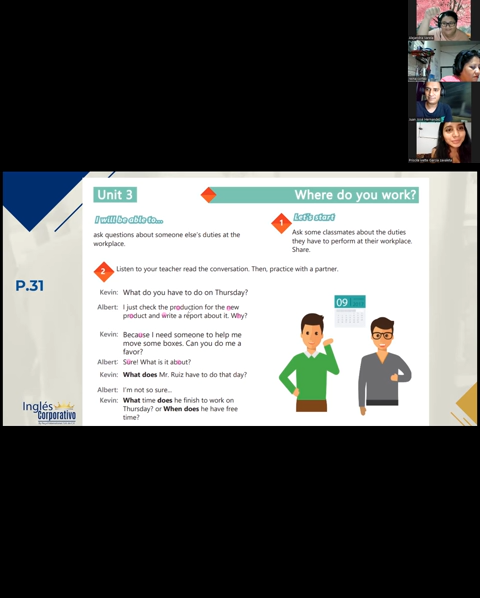 Unit 3
Where do you work?
I will be able to...
ask questions about someone else's duties at the
workplace.
1
Let's start
Ask some classmates about the duties
they have to perform at their workplace.
Share.
2
Listen to your teacher read the conversation. Then, practice with a partner.
P.31
Kevin: What do you have to do on Thursday?
Albert: I just check the production for the new
product and write a report about it. Why?
Kevin: Because I need someone to help me
move some boxes. Can you do me a
favor?
Albert: Sure! What is it about?
Kevin: What does Mr. Ruiz have to do that day?
Albert: I'm not so sure...
Kevin: What time does he finish to work on
Thursday? or When does he have free
time?
09
Inglés
Corporativo